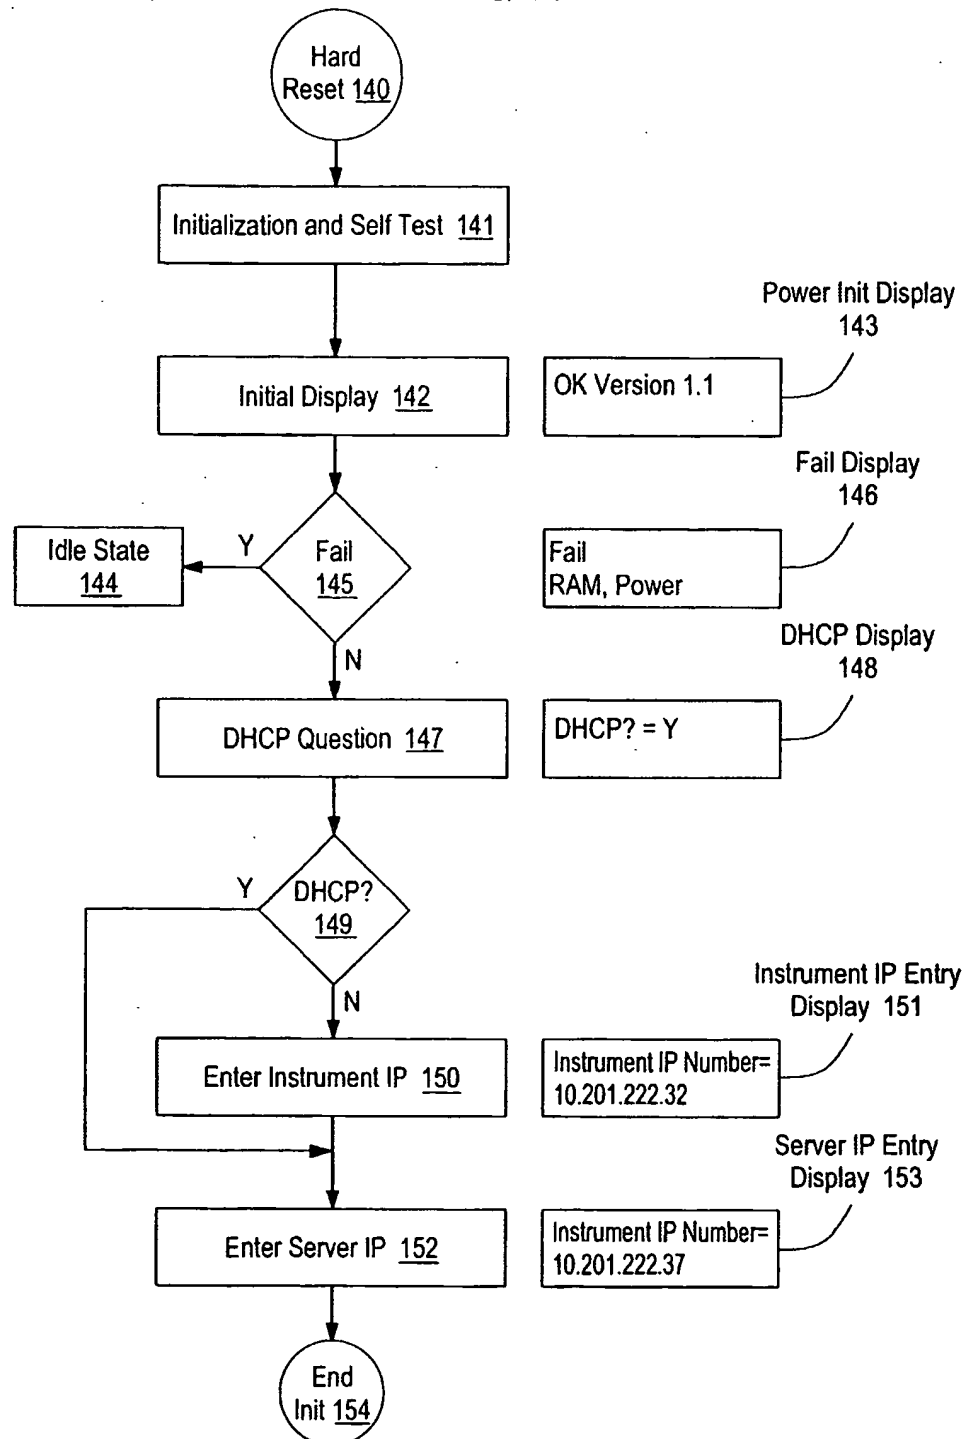 Hard
Reset 140
Initialization and Self Test 141
Power Init Display
143
Initial Display 142
OK Version 1.1
Fail Display
146
Idle State
144
Y
Fail
145
Fail
RAM, Power
N
DHCP Display
148
DHCP Question 147
DHCP? = Y
Y
DHCP?
149
N
Instrument IP Entry
Display 151
Enter Instrument IP 150
Instrument IP Number=
10.201.222.32
Server IP Entry
Display 153
Enter Server IP 152
Instrument IP Number=
10.201.222.37
End
Init 154